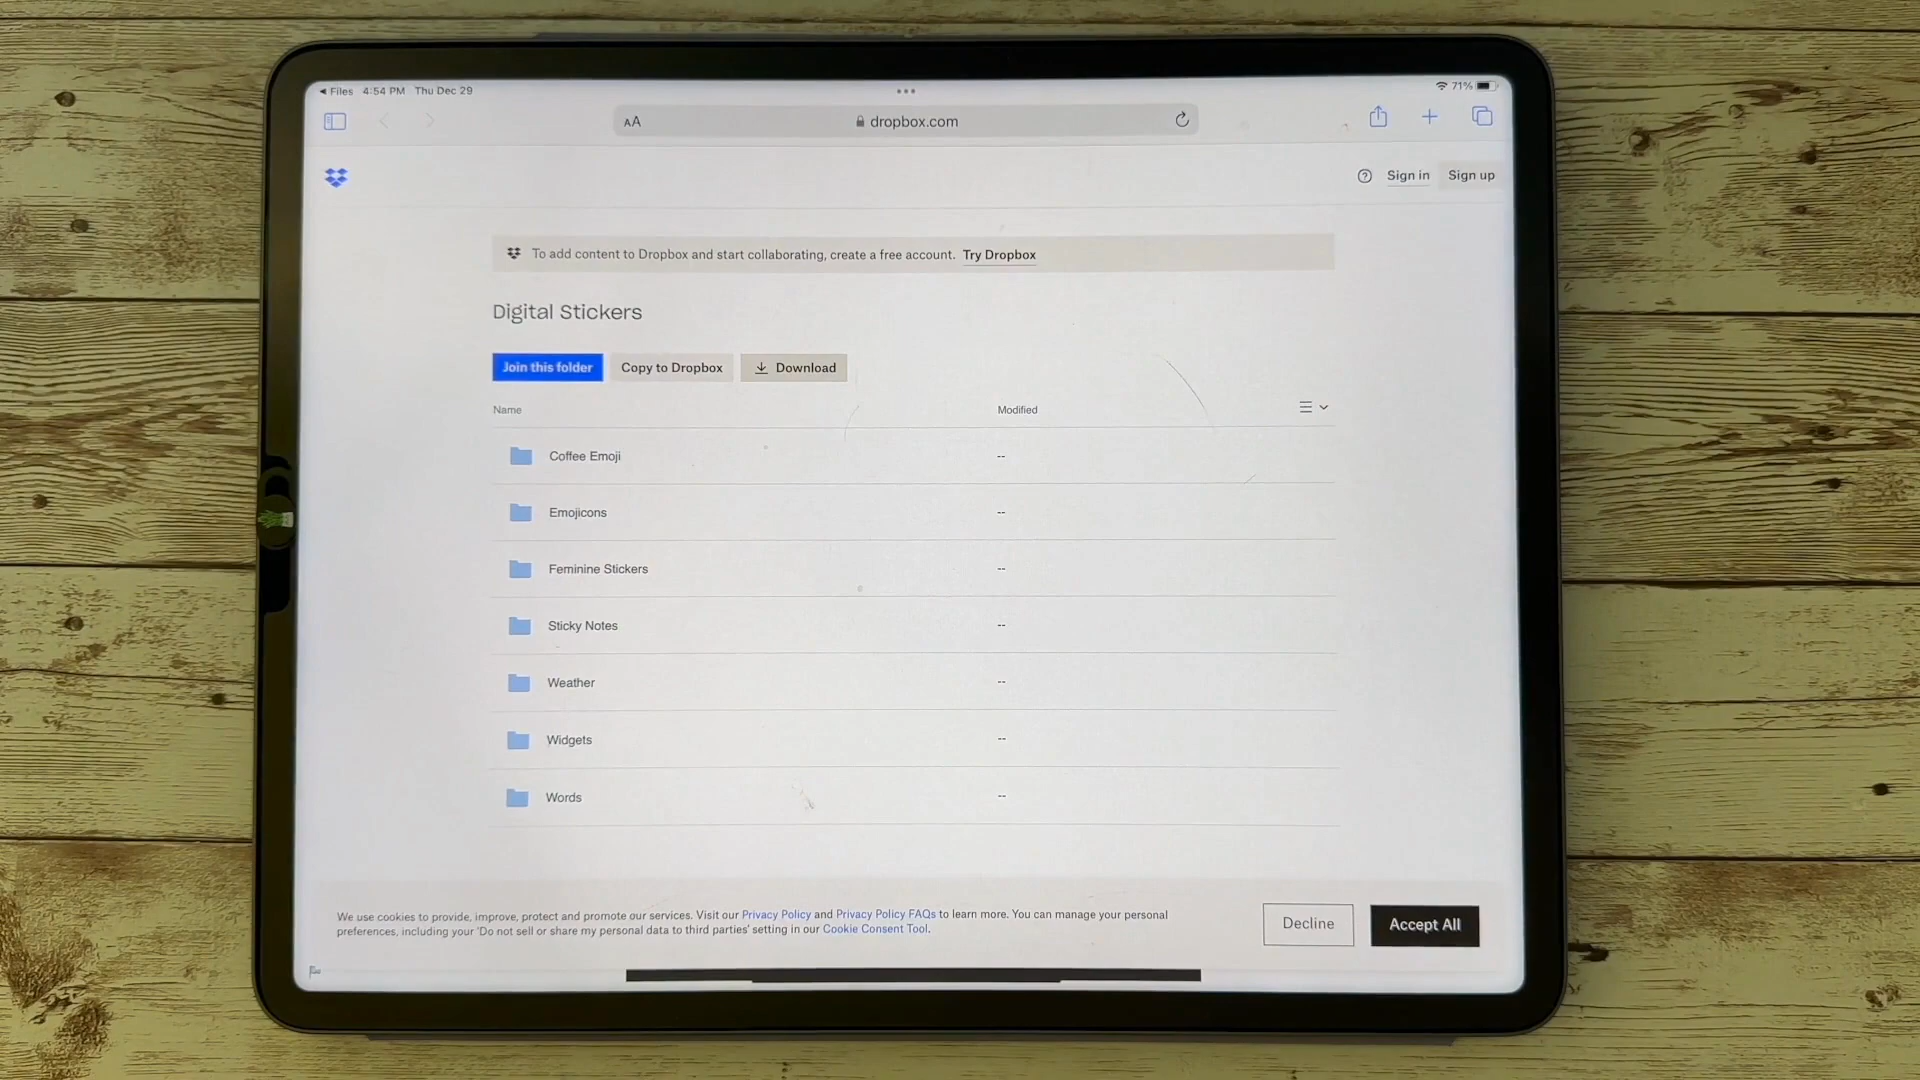 Files 4:54 PM Thu Dec 29
71%
AA dropbox.com
Sign in Sign up
To add content to Dropbox and start collaborating, create a free account. Try Dropbox
Digital Stickers
Join this folder Copy to Dropbox Download
Name Modified
Coffee Emoji --
Emojicons --
Feminine Stickers --
Sticky Notes --
Weather --
Widgets --
Words --
We use cookies to provide, improve, protect and promote our services. Visit our Privacy Policy and Privacy Policy FAQs to learn more. You can manage your personal
preferences, including your 'Do not sell or share my personal data to third parties' setting in our Cookie Consent Tool.
Decline Accept All